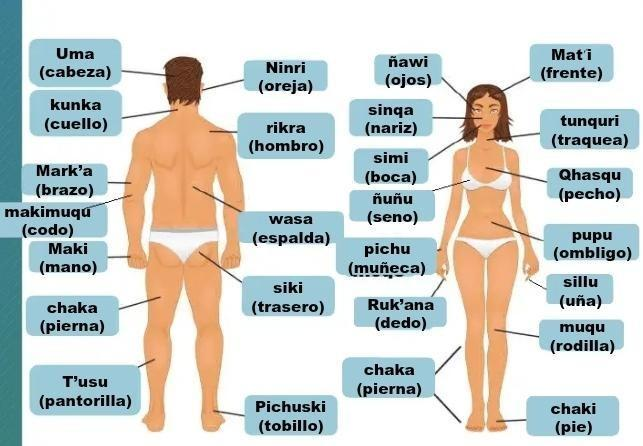 Uma
(cabeza)
kunka
(cuello)
Mark'a
(brazo)
makimuqú
(codo)
Maki
(mano)
chaka
(pierna)
T'usu
(pantorilla)
Ninri
(oreja)
rikra
(hombro)
wasa
(espalda)
siki
(trasero)
Pichuski
(tobillo)
ñawi
(ojos)
sinqa
(nariz)
simi
(boca)
ñuñu
(seno)
pichu
(muñeca)
Ruk'ana
(dedo)
chaka
(pierna)
Mat'i
(frente)
tunquri
(traquea)
Qhasqu
(pecho)
pupu
(ombligo)
sillu
(uña)
muqu
(rodilla)
chaki
(pie)